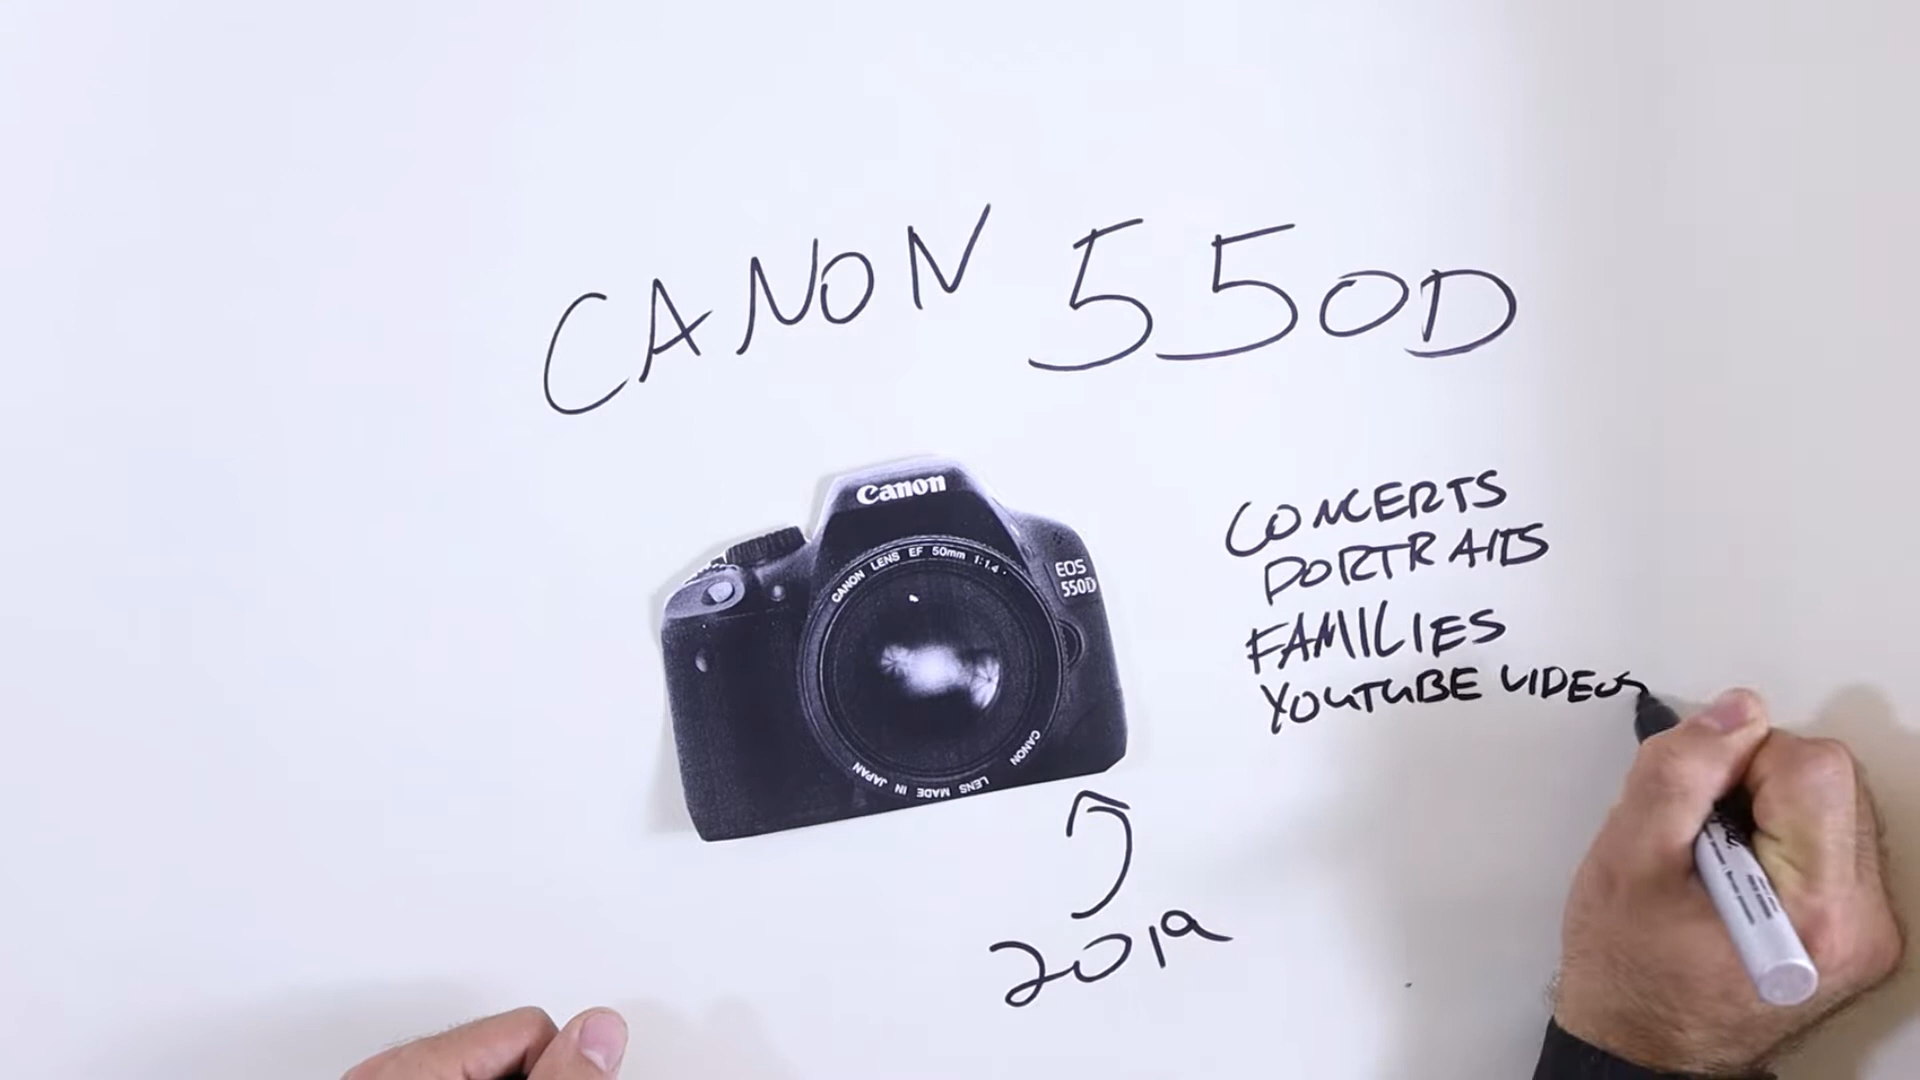 CANON 550D
Canon
CANON LENS EF 50mm 1:1.4
EOS
550D
CANON LENS MADE IN JAPAN
CONCERTS
PORTRAITS
FAMILIES
YOUTUBE VIDEOS
2019